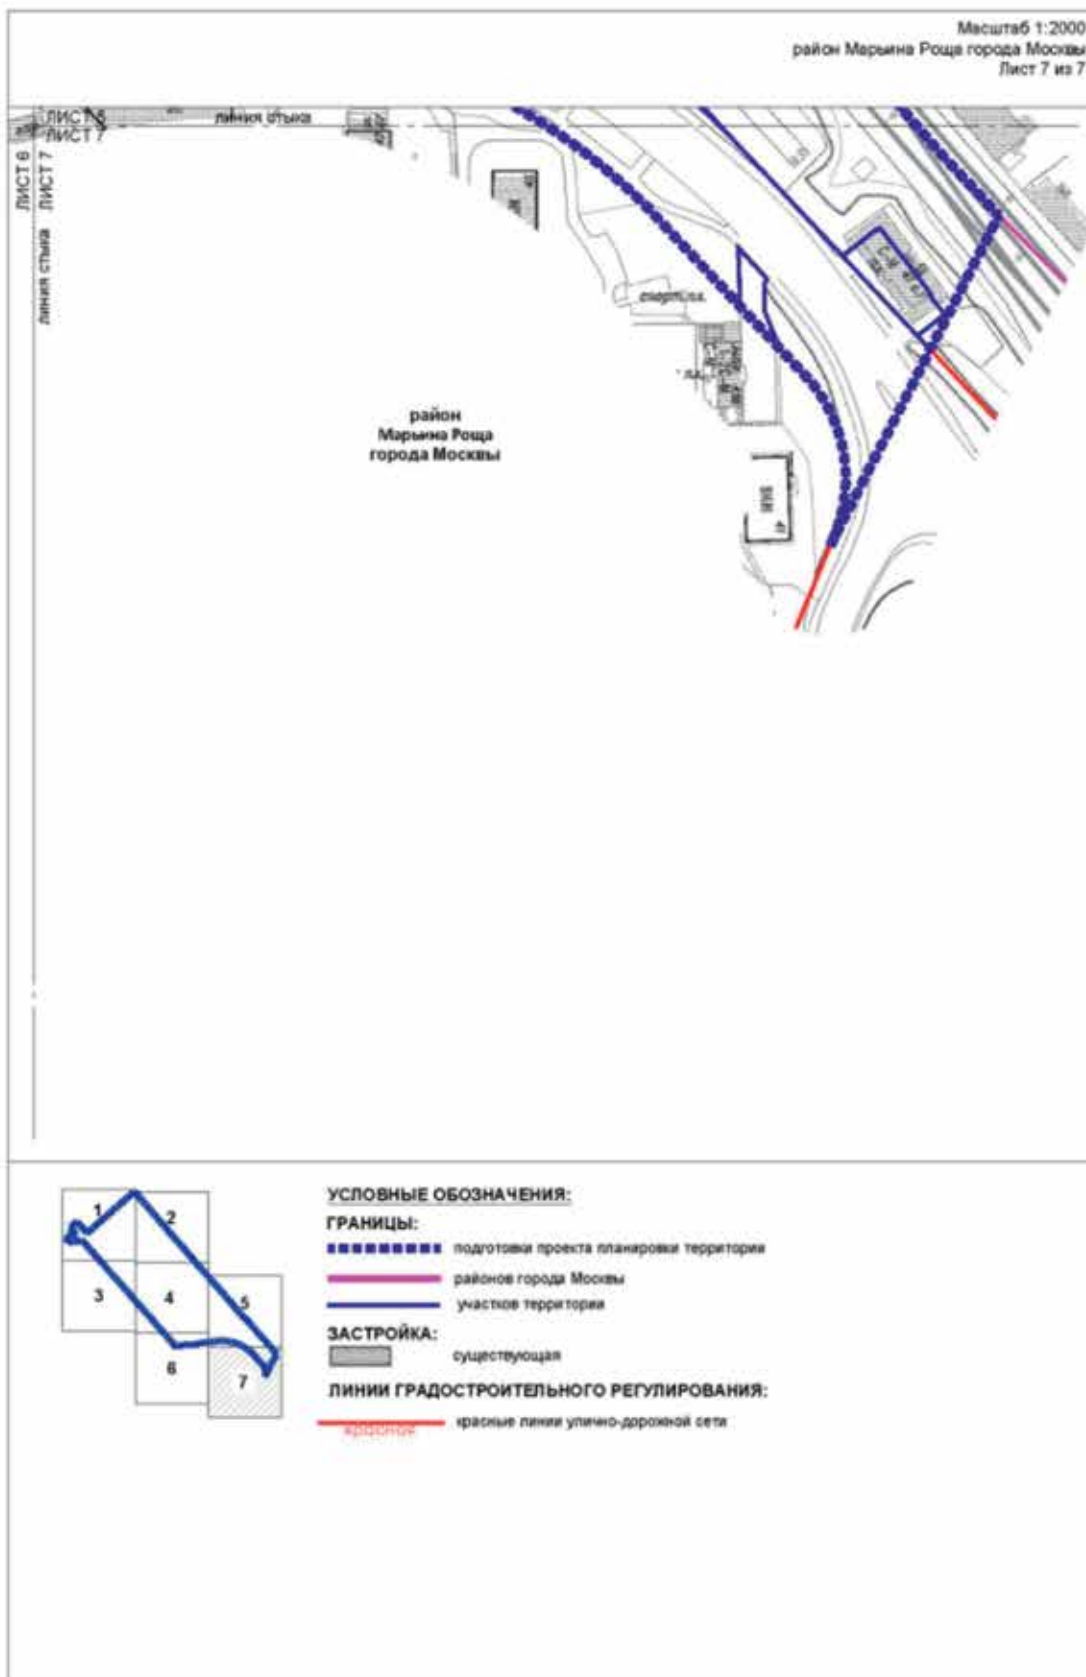 Масштаб 1:2000
район Марьина Роща города Москвы
Лист 7 из 7
ЛИСТ 5
линия стыка
ЛИСТ 7
ЛИСТ 6
ЛИСТ 7
линия стыка
спортпл.
район
Марьина Роща
города Москвы
1
2
3
4
5
6
7
УСЛОВНЫЕ ОБОЗНАЧЕНИЯ:
ГРАНИЦЫ:
подготовки проекта планировки территории
районов города Москвы
участков территории
ЗАСТРОЙКА:
существующая
ЛИНИИ ГРАДОСТРОИТЕЛЬНОГО РЕГУЛИРОВАНИЯ:
красные линии улично-дорожной сети
красная